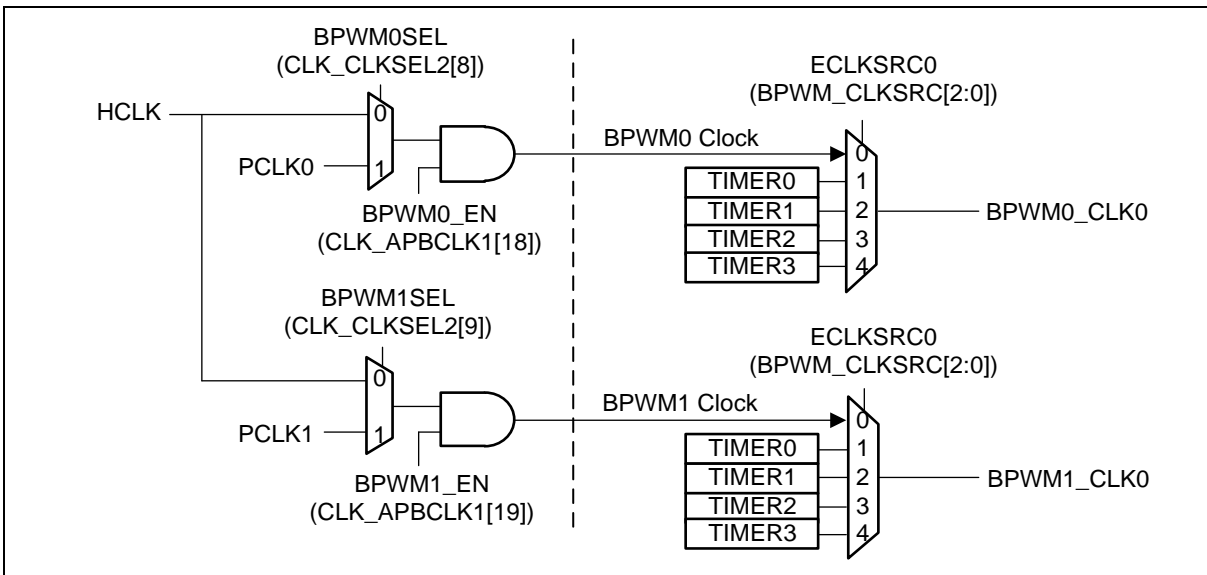 BPWM0SEL
(CLK_CLKSEL2[8])
HCLK
0
PCLK0
1
BPWM0_EN
(CLK_APBCLK1[18])
BPWM0 Clock
ECLKSRC0
(BPWM_CLKSRC[2:0])
0
TIMER0 1
TIMER1 2
TIMER2 3
TIMER3 4
BPWM0_CLK0
BPWM1SEL
(CLK_CLKSEL2[9])
0
PCLK1
1
BPWM1_EN
(CLK_APBCLK1[19])
BPWM1 Clock
ECLKSRC0
(BPWM_CLKSRC[2:0])
0
TIMER0 1
TIMER1 2
TIMER2 3
TIMER3 4
BPWM1_CLK0